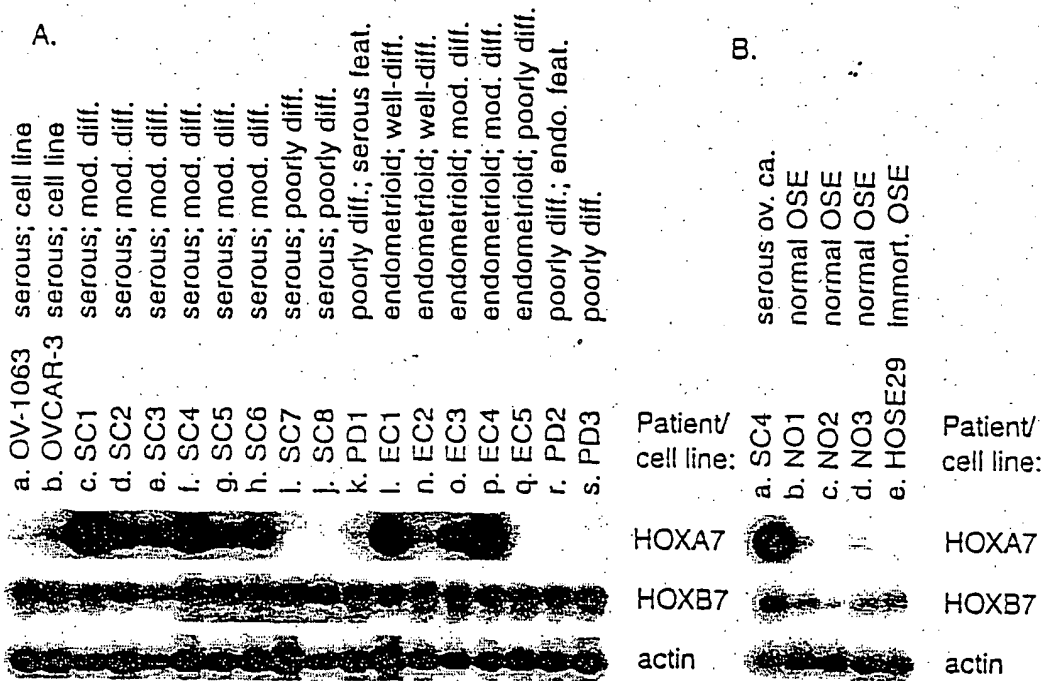 A.
serous; cell line
serous; cell line
serous; mod. diff.
serous; mod. diff.
serous; mod. diff.
serous; mod. diff.
serous; mod. diff.
serous; mod. diff.
serous; poorly diff.
serous; poorly diff.
poorly diff.; serous feat.
endometrioid; well-diff.
endometrioid; well-diff.
endometrioid; mod. diff.
endometrioid; mod. diff.
endometrioid; poorly diff.
poorly diff.; endo. feat.
poorly diff.
a. OV-1063
b. OVCAR-3
c. SC1
d. SC2
e. SC3
f. SC4
g. SC5
h. SC6
i. SC7
j. SC8
k. PD1
l. EC1
n. EC2
o. EC3
p. EC4
q. EC5
r. PD2
s. PD3
Patient/
cell line:
HOXA7
HOXB7
actin
B.
serous ov. ca.
normal OSE
normal OSE
normal OSE
immort. OSE
a. SC4
b. NO1
c. NO2
d. NO3
e. HOSE29
Patient/
cell line:
HOXA7
HOXB7
actin